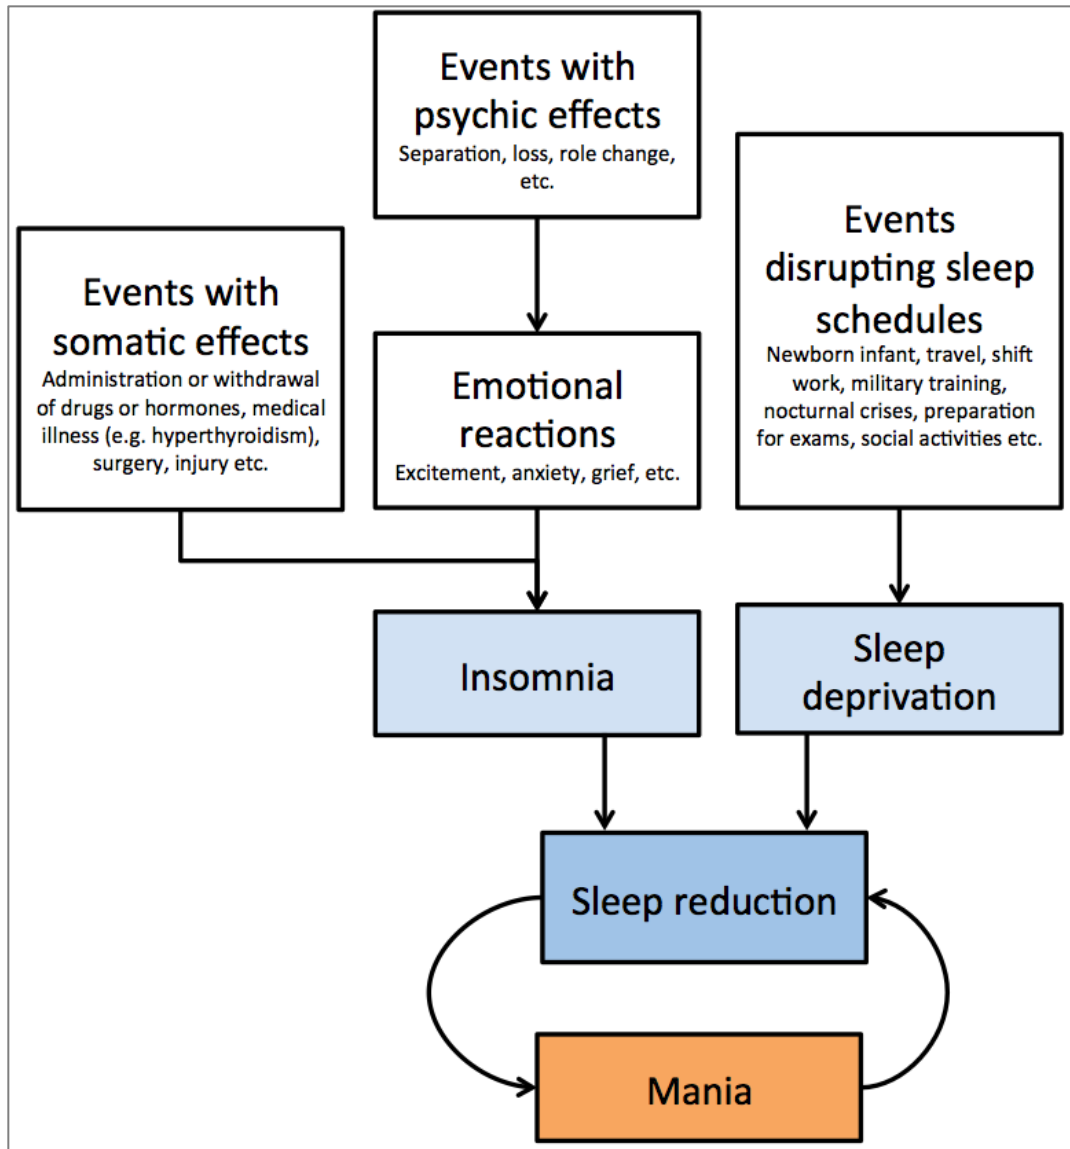 Events with
psychic effects
Separation, loss, role change,
etc.
Events with
somatic effects
Administration or withdrawal
of drugs or hormones, medical
illness (e.g. hyperthyroidism),
surgery, injury etc.
Emotional
reactions
Excitement, anxiety, grief, etc.
Events
disrupting sleep
schedules
Newborn infant, travel, shift
work, military training,
nocturnal crises, preparation
for exams, social activities etc.
Insomnia
Sleep
deprivation
Sleep reduction
Mania